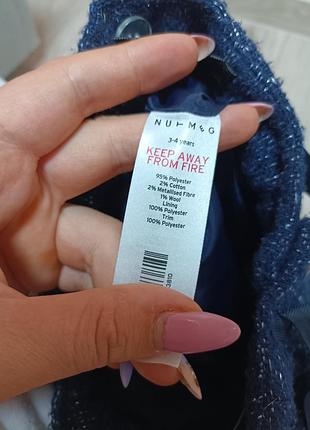 NUTMEG
3-4 years
KEEP AWAY
FROM FIRE
95% Polyester
2% Cotton
2% Metallised Fibre
1% Wool
Lining
100% Polyester
Trim
100% Polyester